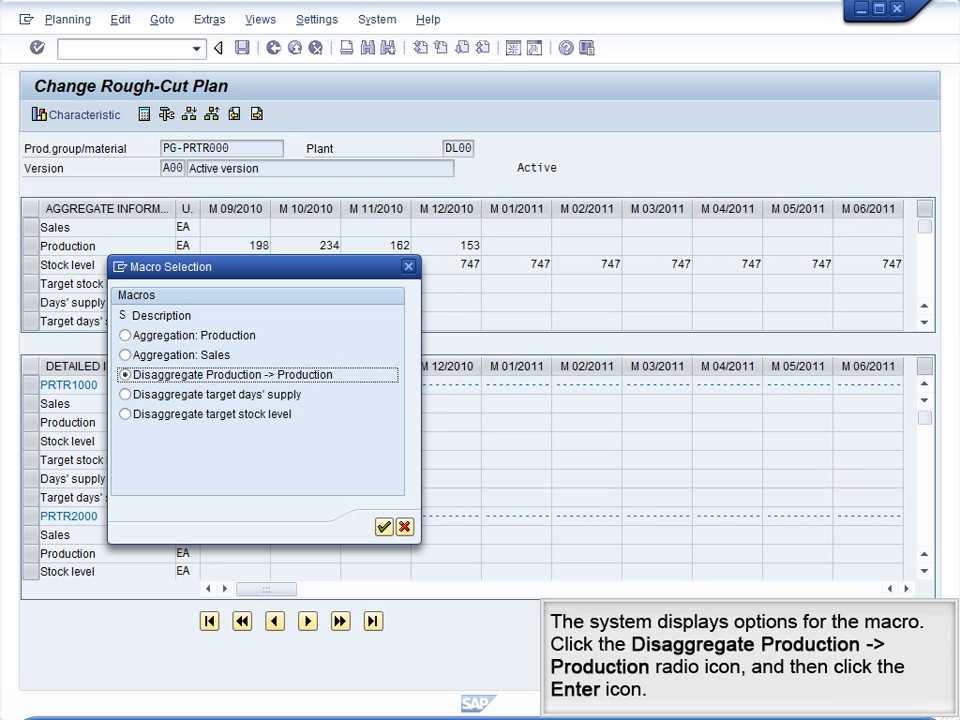 Planning Edit Goto Extras Views Settings System Help
Change Rough-Cut Plan
Characteristic
Prod.group/material PG-PRTR000 Plant DL00
Version A00 Active version Active
AGGREGATE INFORM... U. M 09/2010 M 10/2010 M 11/2010 M 12/2010 M 01/2011 M 02/2011 M 03/2011 M 04/2011 M 05/2011 M 06/2011
Sales EA
Production EA 198 234 162 153
Stock level 747 747 747 747 747 747 747
Target stock
Days' supply
Target days' s
Macro Selection
Macros
S Description
Aggregation: Production
Aggregation: Sales
Disaggregate Production -> Production
Disaggregate target days' supply
Disaggregate target stock level
DETAILED I M 12/2010 M 01/2011 M 02/2011 M 03/2011 M 04/2011 M 05/2011 M 06/2011
PRTR1000
Sales
Production
Stock level
Target stock
Days' supply
Target days' s
PRTR2000
Sales
Production EA
Stock level EA
The system displays options for the macro.
Click the Disaggregate Production ->
Production radio icon, and then click the
Enter icon.
SAP